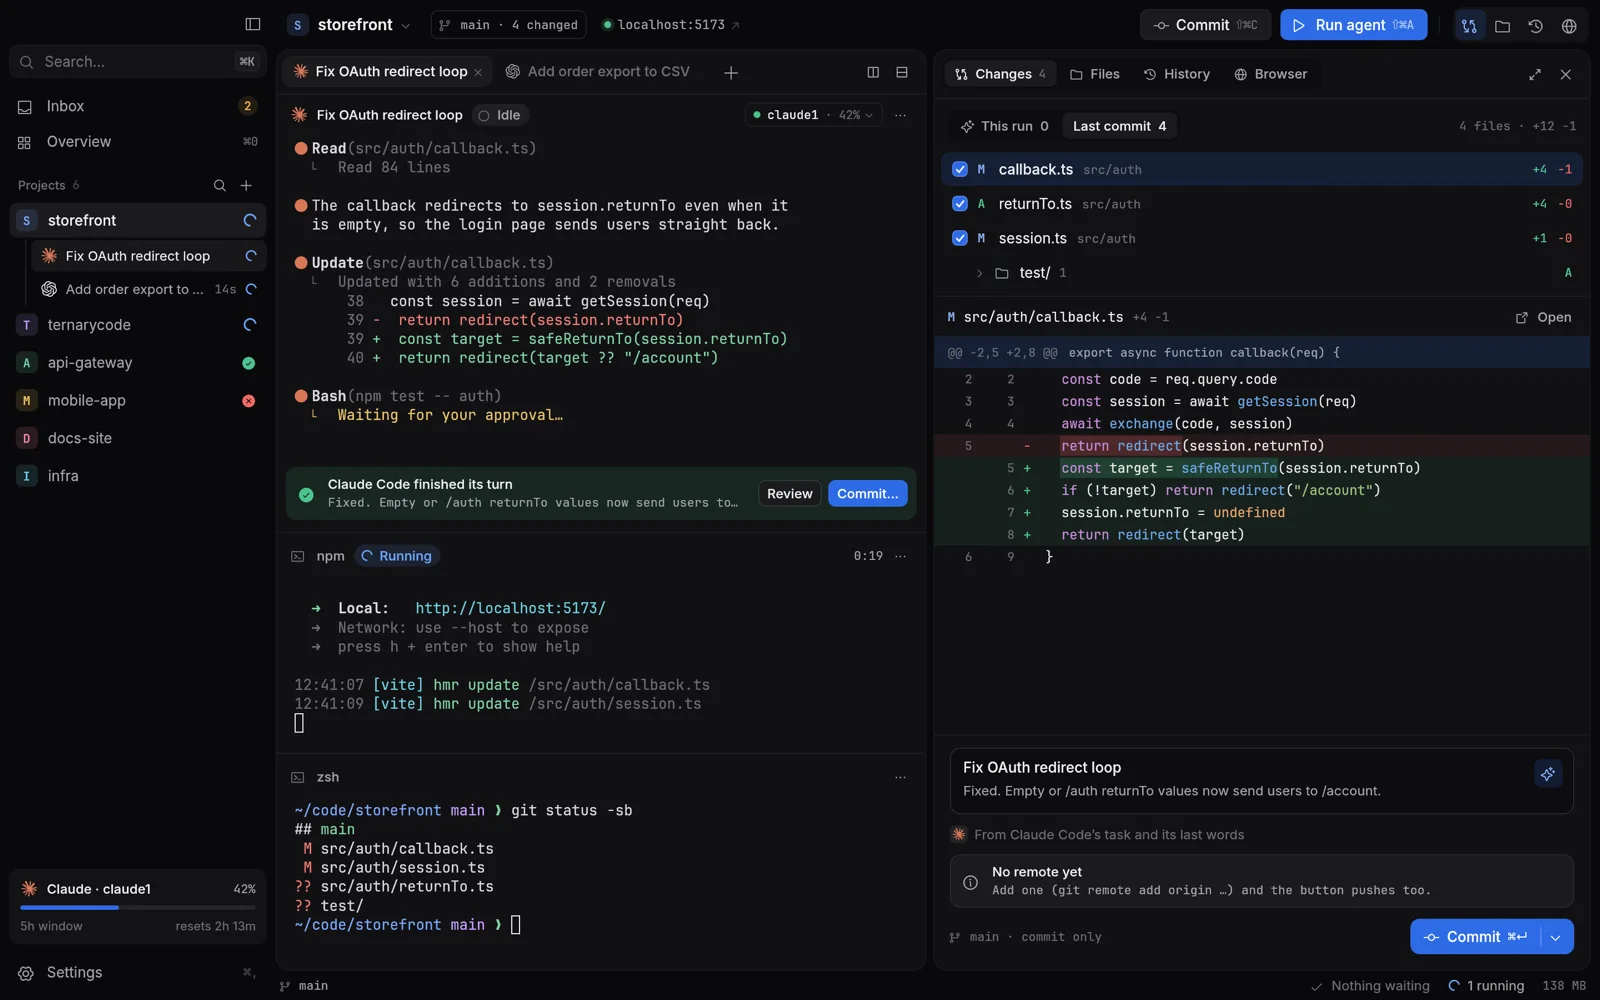 S storefront
main · 4 changed
localhost:5173
Commit ⇧⌘C
Run agent ⇧⌘A
Search... ⌘K
Inbox 2
Overview ⌘0
Projects 6
S storefront
Fix OAuth redirect loop
Add order export to ... 14s
T ternarycode
A api-gateway
M mobile-app
D docs-site
I infra
Claude · claude1 42%
5h window resets 2h 13m
Settings ⌘,
Fix OAuth redirect loop ×
Add order export to CSV
Fix OAuth redirect loop Idle
claude1 · 42%
Read(src/auth/callback.ts)
└ Read 84 lines
The callback redirects to session.returnTo even when it
is empty, so the login page sends users straight back.
Update(src/auth/callback.ts)
└ Updated with 6 additions and 2 removals
38 const session = await getSession(req)
39 - return redirect(session.returnTo)
39 + const target = safeReturnTo(session.returnTo)
40 + return redirect(target ?? "/account")
Bash(npm test -- auth)
└ Waiting for your approval…
Claude Code finished its turn
Fixed. Empty or /auth returnTo values now send users to…
Review
Commit...
npm Running 0:19
➜ Local: http://localhost:5173/
➜ Network: use --host to expose
➜ press h + enter to show help
12:41:07 [vite] hmr update /src/auth/callback.ts
12:41:09 [vite] hmr update /src/auth/session.ts
zsh
~/code/storefront main ❯ git status -sb
## main
M src/auth/callback.ts
M src/auth/session.ts
?? src/auth/returnTo.ts
?? test/
~/code/storefront main ❯
main
Changes 4
Files
History
Browser
This run 0
Last commit 4
4 files · +12 -1
M callback.ts src/auth +4 -1
A returnTo.ts src/auth +4 -0
M session.ts src/auth +1 -0
test/ 1 A
M src/auth/callback.ts +4 -1 Open
@@ -2,5 +2,8 @@ export async function callback(req) {
2 2 const code = req.query.code
3 3 const session = await getSession(req)
4 4 await exchange(code, session)
5 - return redirect(session.returnTo)
5 + const target = safeReturnTo(session.returnTo)
6 + if (!target) return redirect("/account")
7 + session.returnTo = undefined
8 + return redirect(target)
6 9 }
Fix OAuth redirect loop
Fixed. Empty or /auth returnTo values now send users to /account.
From Claude Code's task and its last words
No remote yet
Add one (git remote add origin …) and the button pushes too.
main · commit only
Commit ⌘↵
Nothing waiting
1 running
138 MB